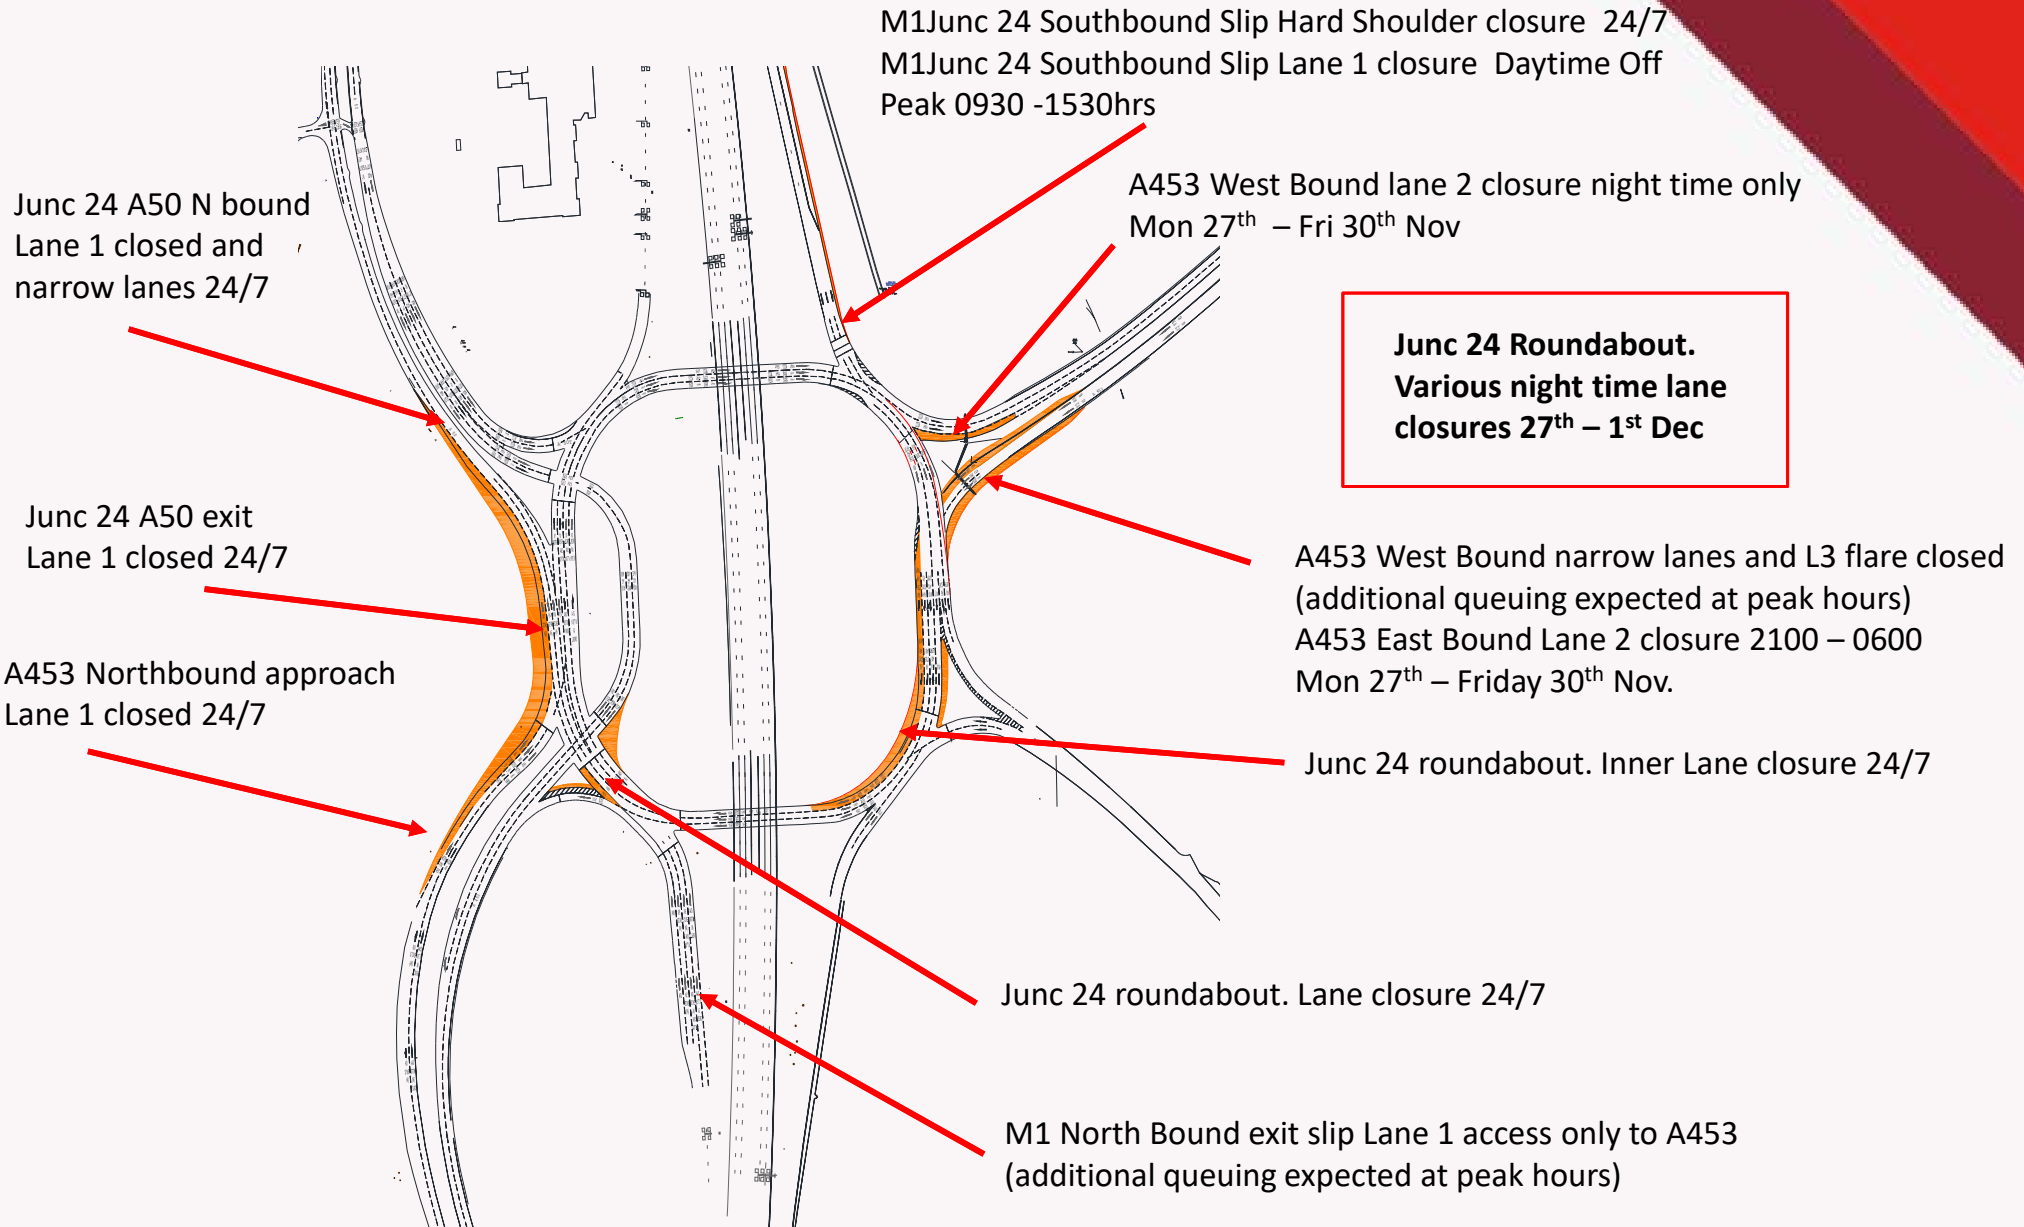 M1Junc 24 Southbound Slip Hard Shoulder closure  24/7
M1Junc 24 Southbound Slip Lane 1 closure  Daytime Off
Peak 0930 -1530hrs
A453 West Bound lane 2 closure night time only
Mon 27th – Fri 30th Nov
Junc 24 A50 N bound
Lane 1 closed and
narrow lanes 24/7
Junc 24 Roundabout.
Various night time lane
closures 27th – 1st Dec
Junc 24 A50 exit
Lane 1 closed 24/7
A453 West Bound narrow lanes and L3 flare closed
(additional queuing expected at peak hours)
A453 East Bound Lane 2 closure 2100 – 0600
Mon 27th – Friday 30th Nov.
A453 Northbound approach
Lane 1 closed 24/7
Junc 24 roundabout. Inner Lane closure 24/7
Junc 24 roundabout. Lane closure 24/7
M1 North Bound exit slip Lane 1 access only to A453
(additional queuing expected at peak hours)